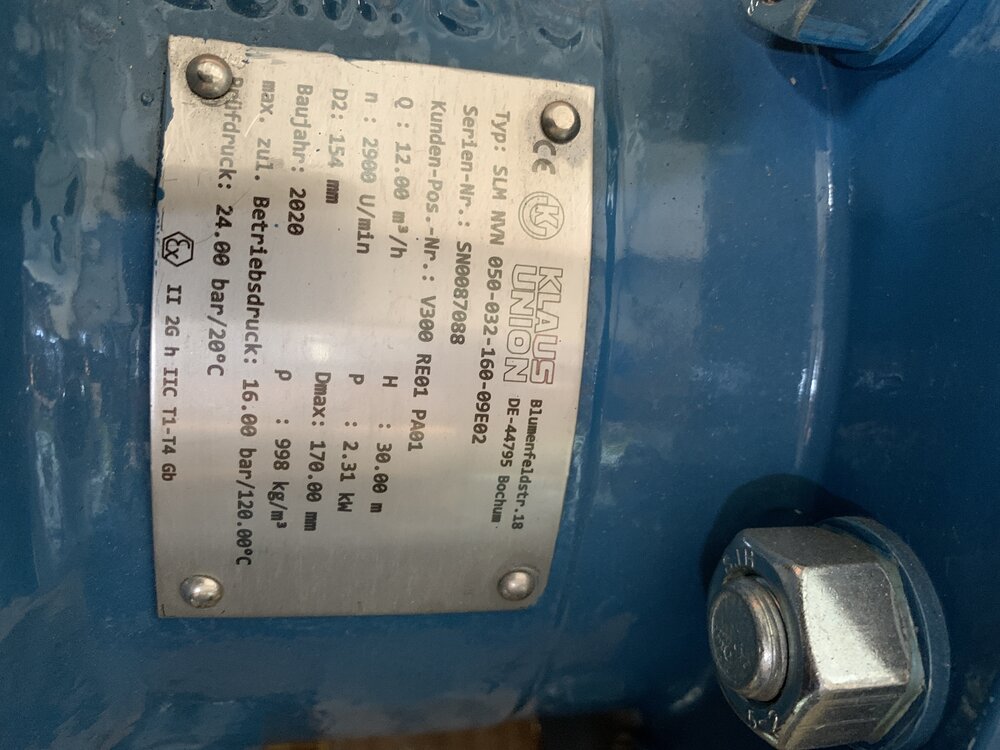 CE K KLAUS UNION Blumenfeldstr.18
DE-44795 Bochum
Typ: SLM NVN 050-032-160-09E02
Serien-Nr.: SN0087088
Kunden-Pos.-Nr.: V300 RE01 PA01
Q : 12.00 m³/h H : 30.00 m
n : 2900 U/min P : 2.31 kW
D2: 154 mm Dmax: 170.00 mm
Baujahr: 2020 ρ : 998 kg/m³
max. zul. Betriebsdruck: 16.00 bar/120.00°C
Prüfdruck: 24.00 bar/20°C
Ex II 2G h IIC T1-T4 Gb
5-2